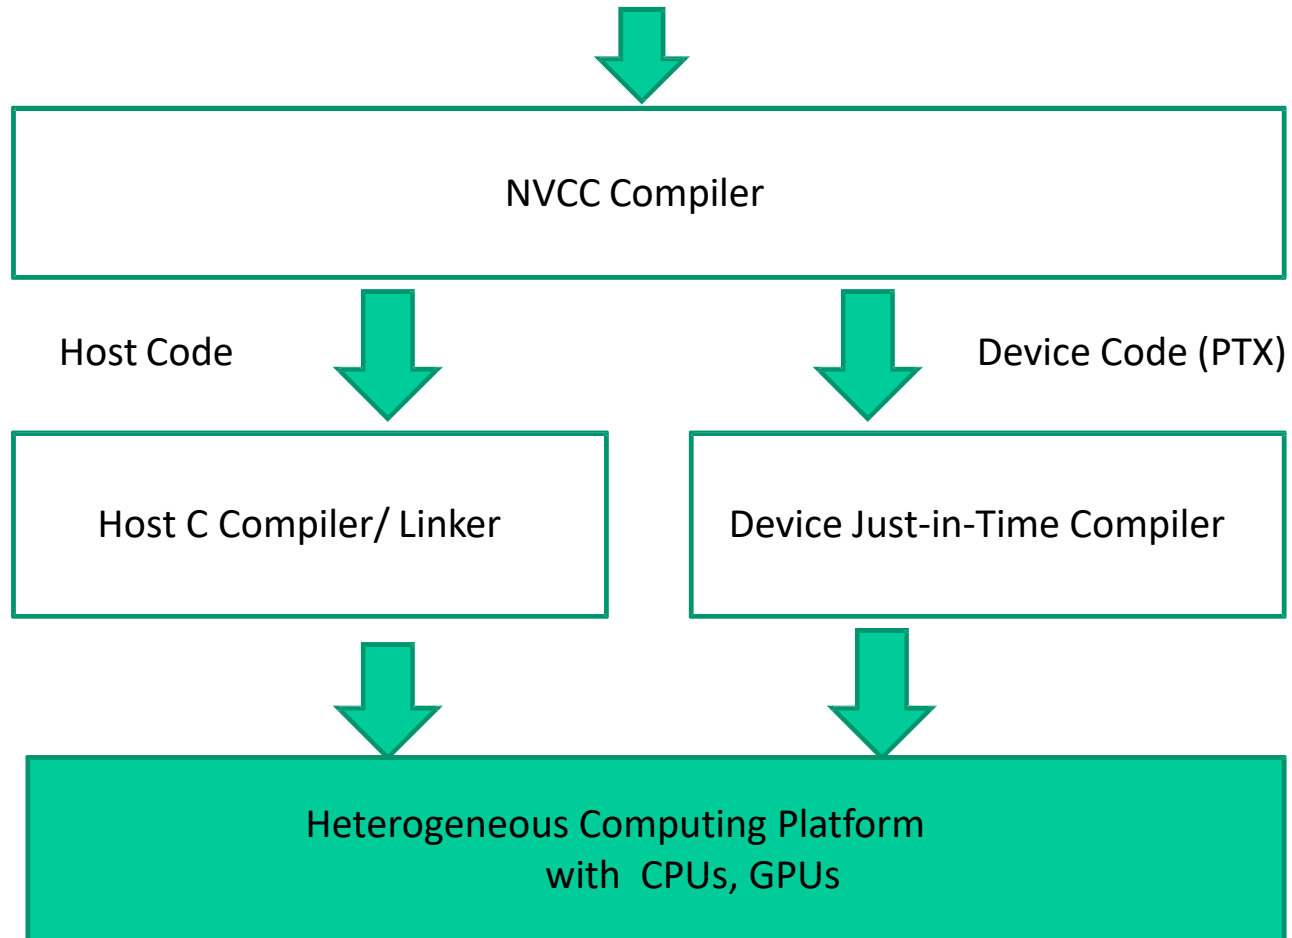 NVCC Compiler
Host Code
Device Code (PTX)
Host C Compiler/ Linker
Device Just-in-Time Compiler
Heterogeneous Computing Platform
with CPUs, GPUs